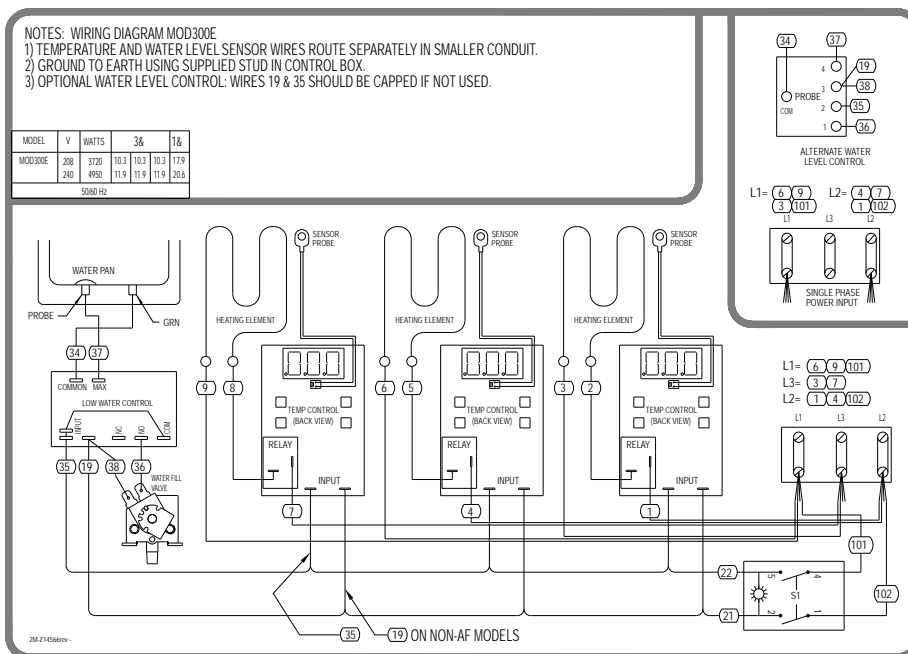 NOTES: WIRING DIAGRAM MOD300E
1) TEMPERATURE AND WATER LEVEL SENSOR WIRES ROUTE SEPARATELY IN SMALLER CONDUIT.
2) GROUND TO EARTH USING SUPPLIED STUD IN CONTROL BOX.
3) OPTIONAL WATER LEVEL CONTROL: WIRES 19 & 35 SHOULD BE CAPPED IF NOT USED.
MODEL V WATTS 3& 1&
MOD300E 208 3720 10.3 10.3 10.3 17.9
240 4950 11.9 11.9 11.9 20.6
50/60 Hz
34 37
4 19
PROBE 3 38
COM 2 35
1 36
ALTERNATE WATER
LEVEL CONTROL
L1= 6 9 L2= 4 7
3 101 1 102
L1 L3 L2
SINGLE PHASE
POWER INPUT
WATER PAN
PROBE GRN
34 37
COMMON MAX
LOW WATER CONTROL
INPUT NC NO COM
35 19 38 36
WATER FILL
VALVE
SENSOR
PROBE
HEATING ELEMENT
9 8
TEMP CONTROL
(BACK VIEW)
RELAY
INPUT
7
SENSOR
PROBE
HEATING ELEMENT
6 5
TEMP CONTROL
(BACK VIEW)
RELAY
INPUT
4
SENSOR
PROBE
HEATING ELEMENT
3 2
TEMP CONTROL
(BACK VIEW)
RELAY
INPUT
1
L1= 6 9 101
L3= 3 7
L2= 1 4 102
L1 L3 L2
101
22 5 4
S1 102
21 2 1
35 19 ON NON-AF MODELS
2M-Z14566rev-